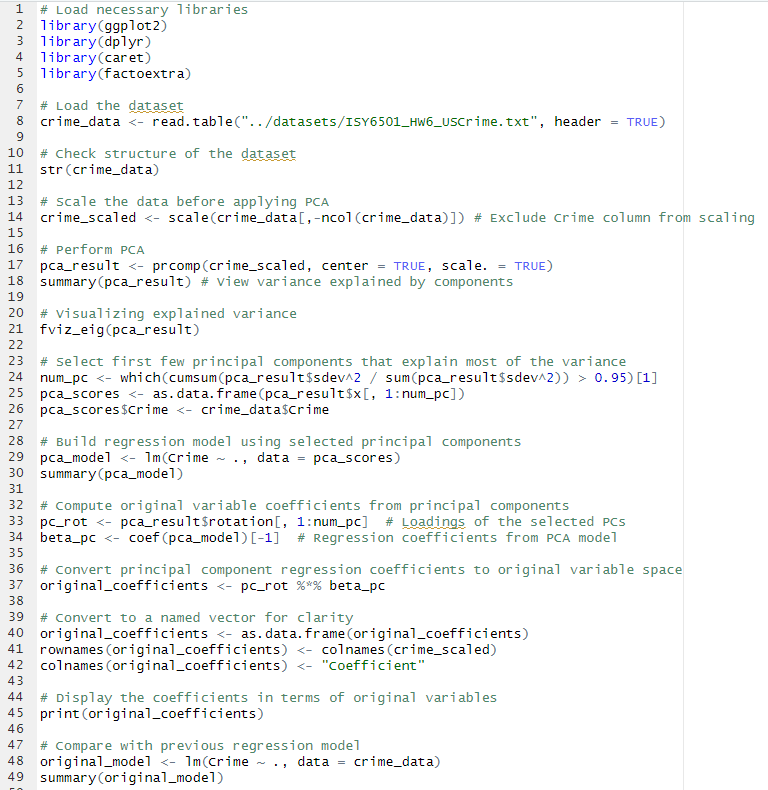 1 # Load necessary libraries
2 library(ggplot2)
3 library(dplyr)
4 library(caret)
5 library(factoextra)
6
7 # Load the dataset
8 crime_data <- read.table("../datasets/ISY6501_HW6_USCrime.txt", header = TRUE)
9
10 # Check structure of the dataset
11 str(crime_data)
12
13 # Scale the data before applying PCA
14 crime_scaled <- scale(crime_data[,-ncol(crime_data)]) # Exclude Crime column from scaling
15
16 # Perform PCA
17 pca_result <- prcomp(crime_scaled, center = TRUE, scale. = TRUE)
18 summary(pca_result) # View variance explained by components
19
20 # Visualizing explained variance
21 fviz_eig(pca_result)
22
23 # Select first few principal components that explain most of the variance
24 num_pc <- which(cumsum(pca_result$sdev^2 / sum(pca_result$sdev^2)) > 0.95)[1]
25 pca_scores <- as.data.frame(pca_result$x[, 1:num_pc])
26 pca_scores$Crime <- crime_data$Crime
27
28 # Build regression model using selected principal components
29 pca_model <- lm(Crime ~ ., data = pca_scores)
30 summary(pca_model)
31
32 # Compute original variable coefficients from principal components
33 pc_rot <- pca_result$rotation[, 1:num_pc]  # Loadings of the selected PCs
34 beta_pc <- coef(pca_model)[-1]  # Regression coefficients from PCA model
35
36 # Convert principal component regression coefficients to original variable space
37 original_coefficients <- pc_rot %*% beta_pc
38
39 # Convert to a named vector for clarity
40 original_coefficients <- as.data.frame(original_coefficients)
41 rownames(original_coefficients) <- colnames(crime_scaled)
42 colnames(original_coefficients) <- "Coefficient"
43
44 # Display the coefficients in terms of original variables
45 print(original_coefficients)
46
47 # Compare with previous regression model
48 original_model <- lm(Crime ~ ., data = crime_data)
49 summary(original_model)